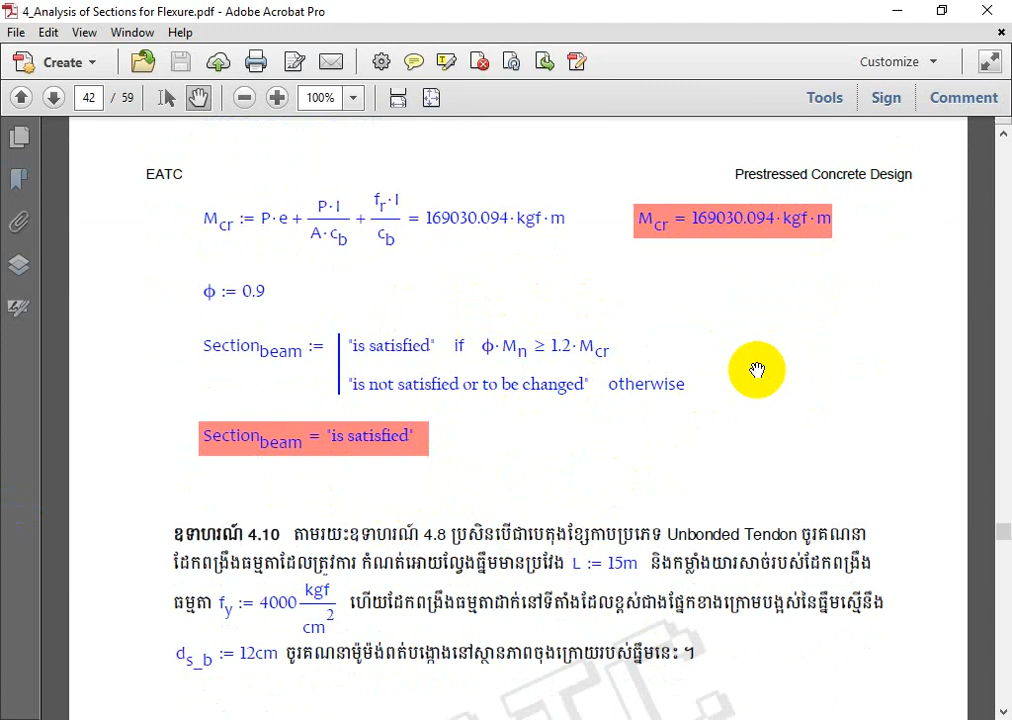 4_Analysis of Sections for Flexure.pdf - Adobe Acrobat Pro
File Edit View Window Help
Create Customize
42 / 59 100% Tools Sign Comment
EATC Prestressed Concrete Design
M_cr := P·e + P·I / A·c_b + f_r·I / c_b = 169030.094·kgf·m M_cr = 169030.094·kgf·m
ϕ := 0.9
Section_beam := "is satisfied" if ϕ·M_n ≥ 1.2·M_cr
"is not satisfied or to be changed" otherwise
Section_beam = "is satisfied"
ឧទាហរណ៍ 4.10 តាមរយះឧទាហរណ៍ 4.8 ប្រសិនបើជាបេតុងខ្សែកាបប្រភេទ Unbonded Tendon ចូរគណនា
ដែកពង្រឹងធម្មតាដែលត្រូវការ កំណត់អោយល្វែងធ្នឹមមានប្រវែង L := 15m និងកម្លាំងយារសាច់របស់ដែកពង្រឹង
ធម្មតា f_y := 4000 kgf / cm² ហើយដែកពង្រឹងធម្មតាដាក់នៅទីតាំងដែលខ្ពស់ជាងផ្នែកខាងក្រោមបង្អស់នៃធ្នឹមស្មើនឹង
d_s_b := 12cm ចូរគណនាម៉ូម៉ង់ពត់បង្កោងនៅស្ថានភាពចុងក្រោយរបស់ធ្នឹមនេះ ។